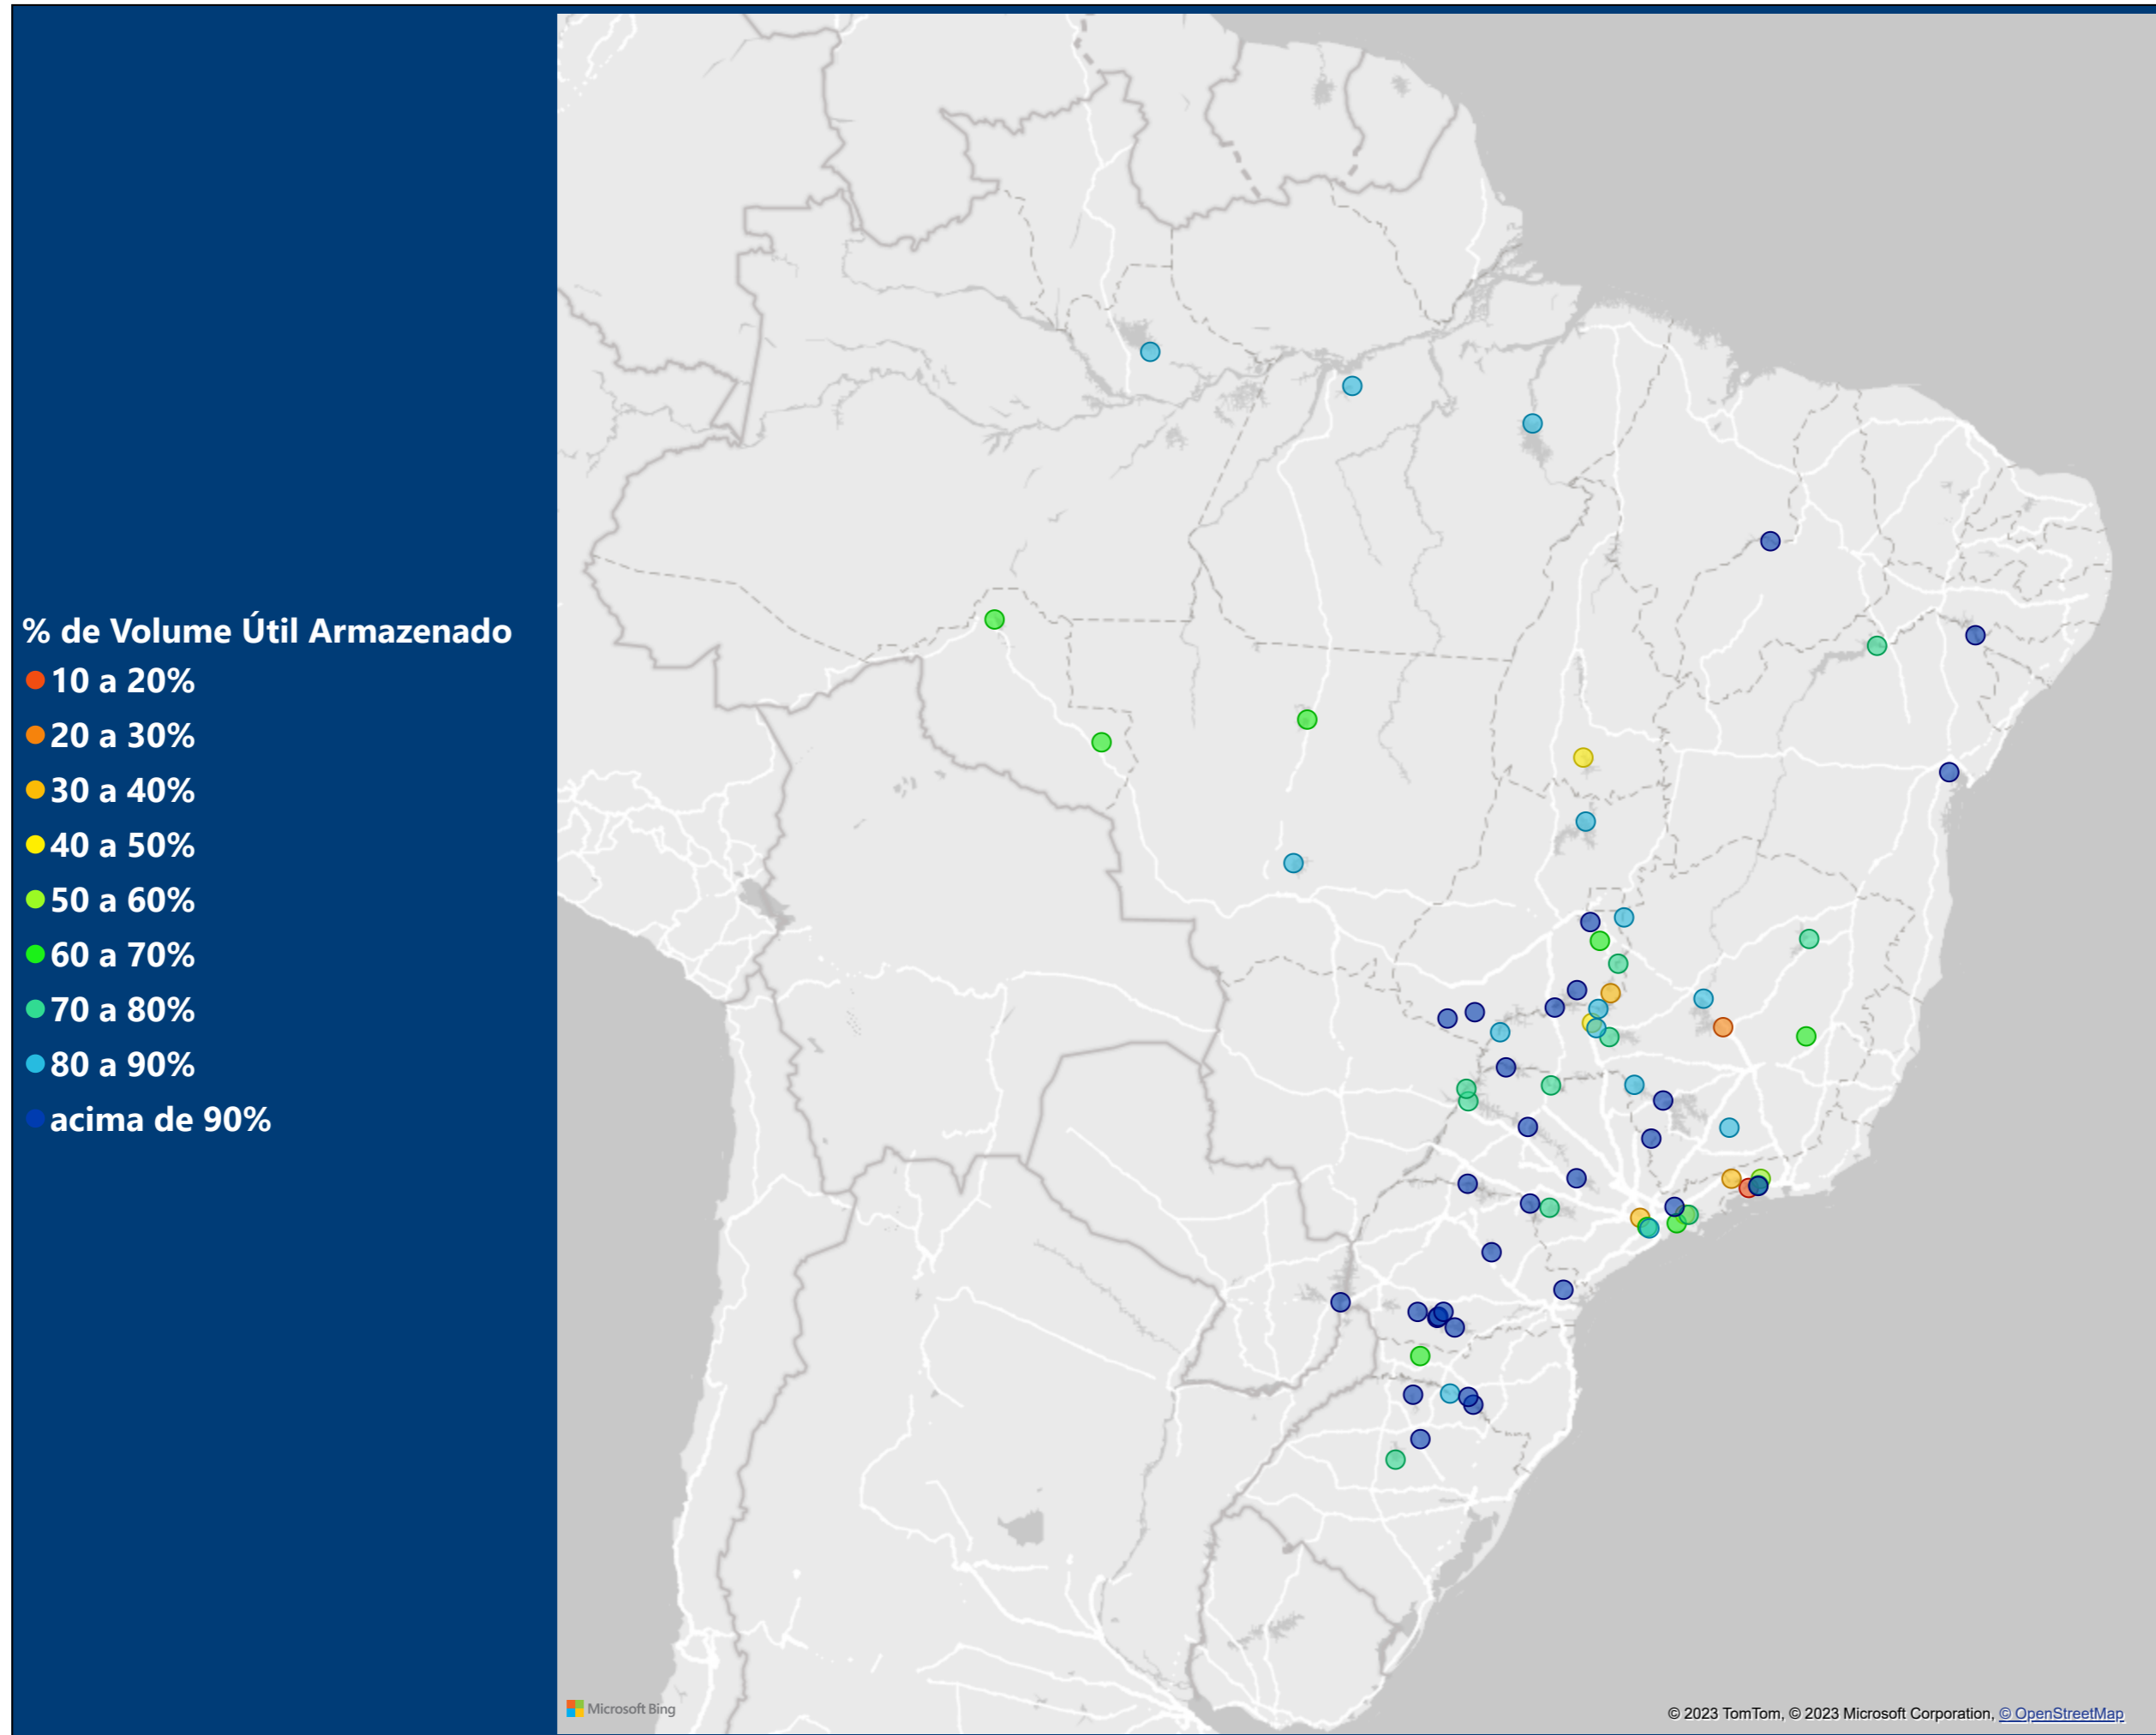 % de Volume Útil Armazenado
10 a 20%
20 a 30%
30 a 40%
40 a 50%
50 a 60%
60 a 70%
70 a 80%
80 a 90%
acima de 90%
Microsoft Bing
© 2023 TomTom, © 2023 Microsoft Corporation, © OpenStreetMap